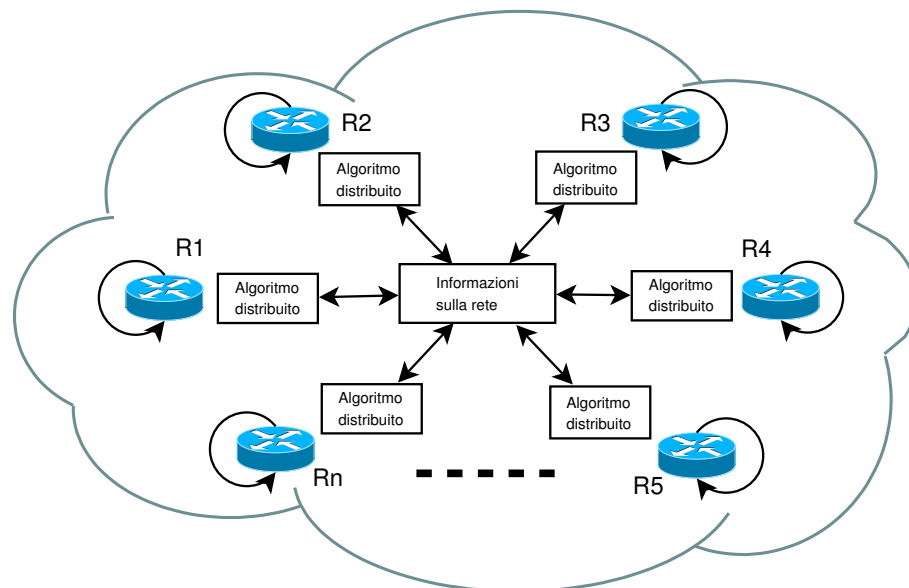 R2
R3
Algoritmo
distribuito
Algoritmo
distribuito
R1
R4
Algoritmo
distribuito
Informazioni
sulla rete
Algoritmo
distribuito
Algoritmo
distribuito
Algoritmo
distribuito
Rn
R5